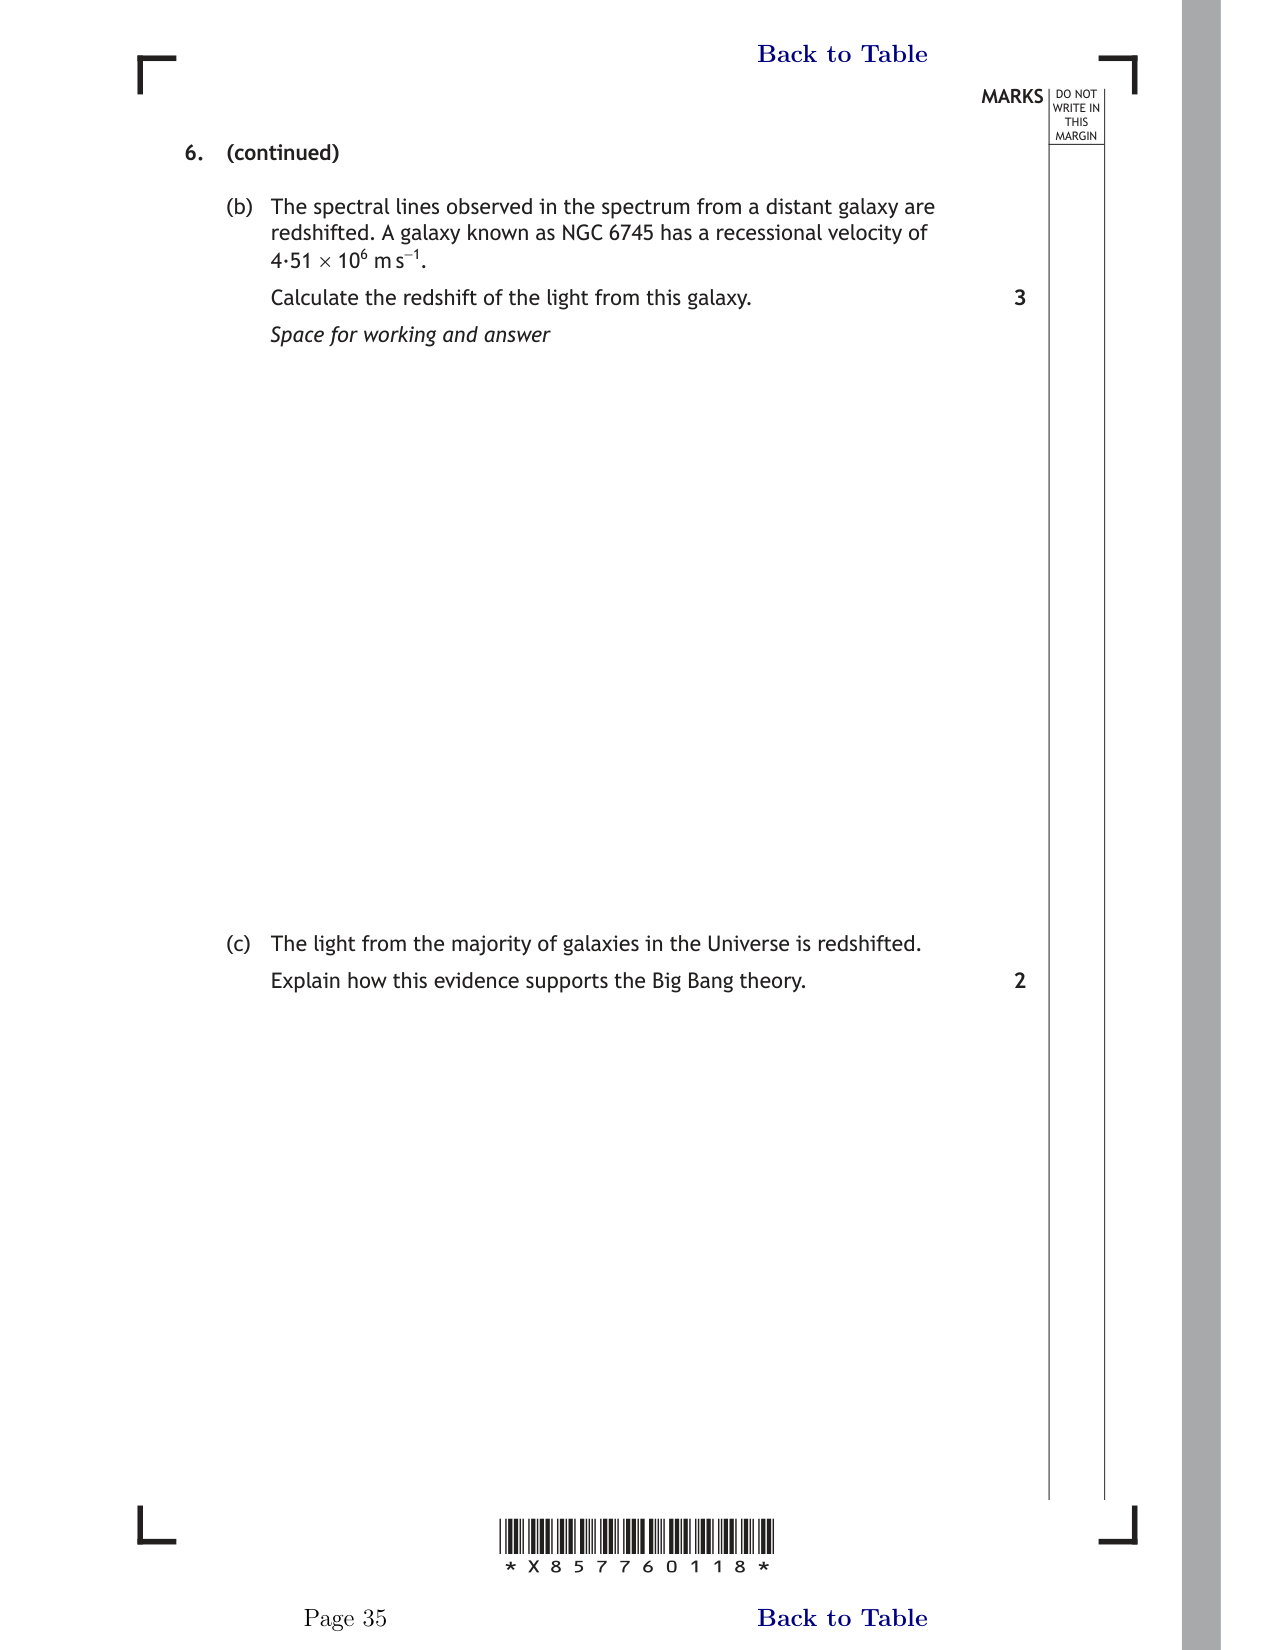 Back to Table
MARKS
DO NOT
WRITE IN
THIS
MARGIN
6. (continued)
(b) The spectral lines observed in the spectrum from a distant galaxy are
redshifted. A galaxy known as NGC 6745 has a recessional velocity of
4·51 × 10⁶ m s⁻¹.
Calculate the redshift of the light from this galaxy. 3
Space for working and answer
(c) The light from the majority of galaxies in the Universe is redshifted.
Explain how this evidence supports the Big Bang theory. 2
* X 8 5 7 7 6 0 1 1 8 *
Page 35
Back to Table